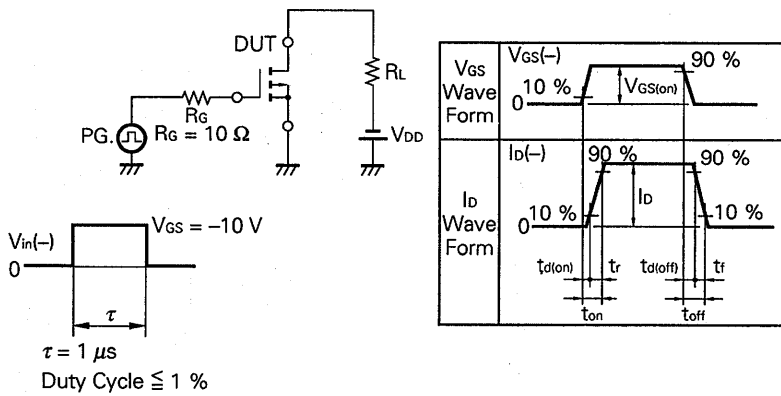 DUT
RL
RG
PG.
RG = 10 Ω
VDD
Vin(−)
0
VGS = −10 V
τ
τ = 1 μs
Duty Cycle ≦ 1 %
VGS
Wave
Form
VGS(−)
10 %
0
VGS(on)
90 %
ID
Wave
Form
ID(−)
90 %
90 %
10 %
0
ID
10 %
td(on)
tr
td(off)
tf
ton
toff